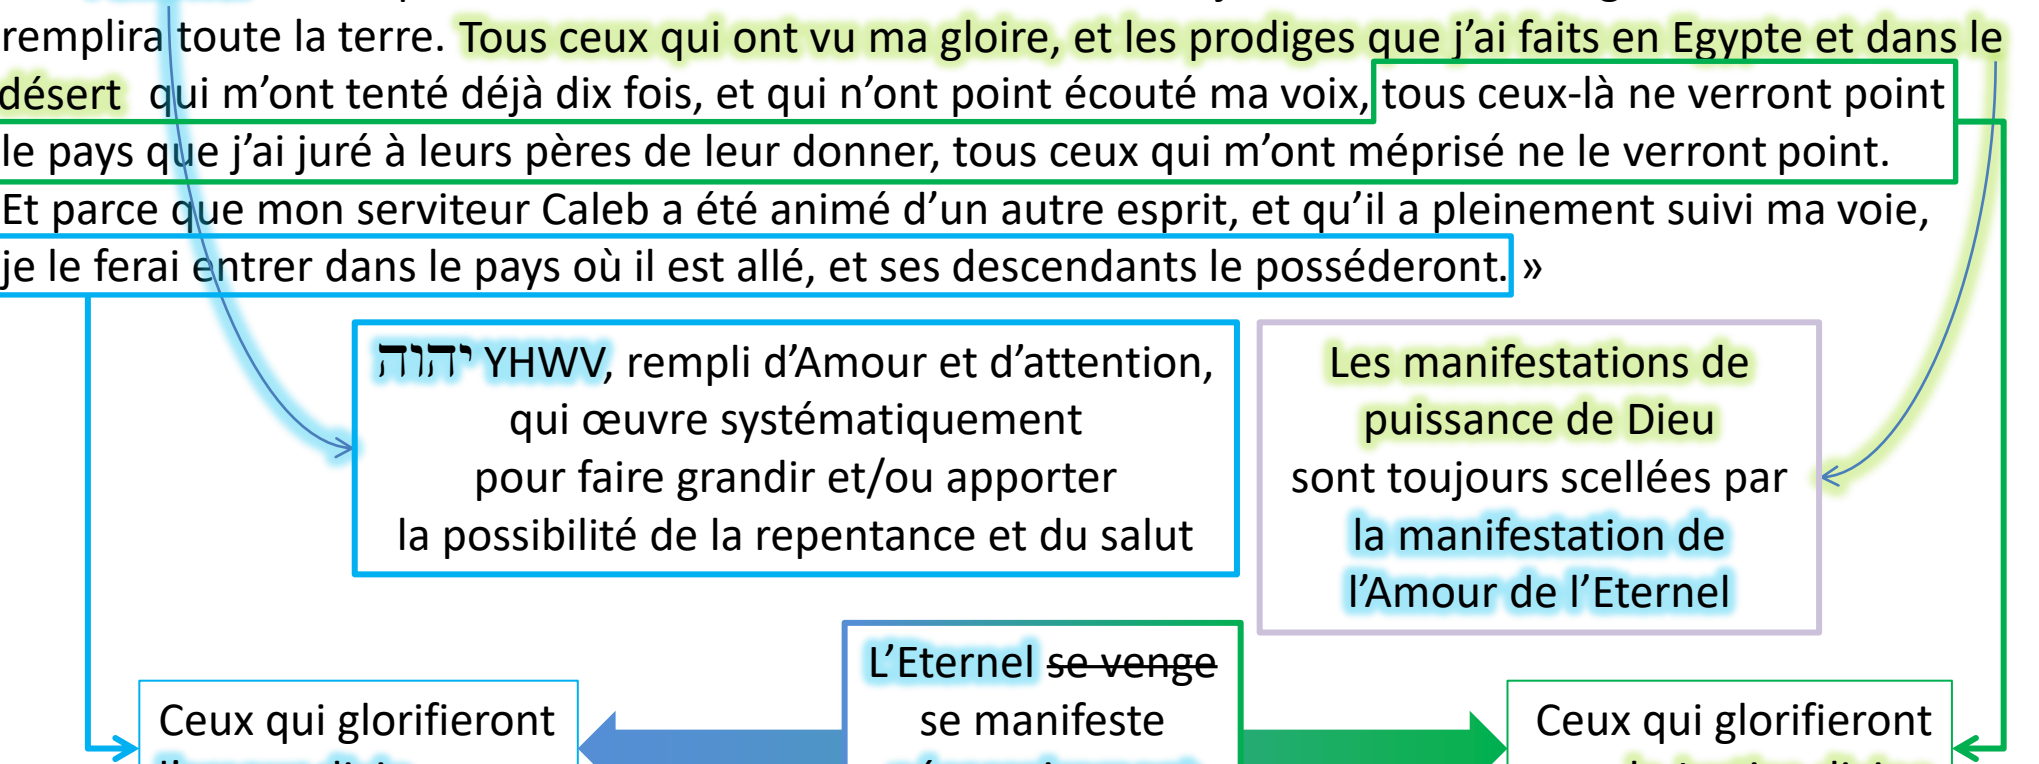 remplira toute la terre. Tous ceux qui ont vu ma gloire, et les prodiges que j’ai faits en Egypte et dans le
désert qui m’ont tenté déjà dix fois, et qui n’ont point écouté ma voix, tous ceux-là ne verront point
le pays que j’ai juré à leurs pères de leur donner, tous ceux qui m’ont méprisé ne le verront point.
Et parce que mon serviteur Caleb a été animé d’un autre esprit, et qu’il a pleinement suivi ma voie,
je le ferai entrer dans le pays où il est allé, et ses descendants le posséderont. »
יהוה YHWV, rempli d’Amour et d’attention,
qui œuvre systématiquement
pour faire grandir et/ou apporter
la possibilité de la repentance et du salut
Les manifestations de
puissance de Dieu
sont toujours scellées par
la manifestation de
l’Amour de l’Eternel
L’Eternel se venge
se manifeste
Ceux qui glorifieront
Ceux qui glorifieront